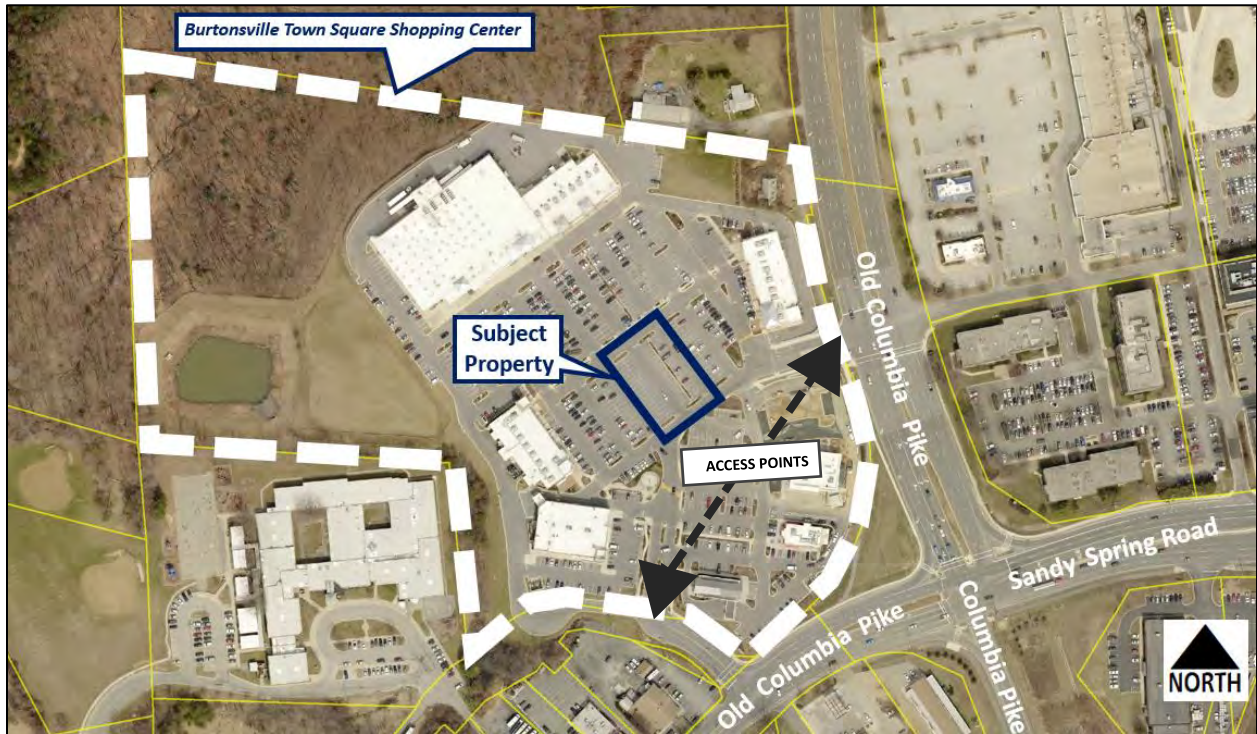 Burtonsville Town Square Shopping Center
Subject
Property
ACCESS POINTS
Old Columbia Pike
Sandy Spring Road
Old Columbia Pike
Columbia Pike
NORTH